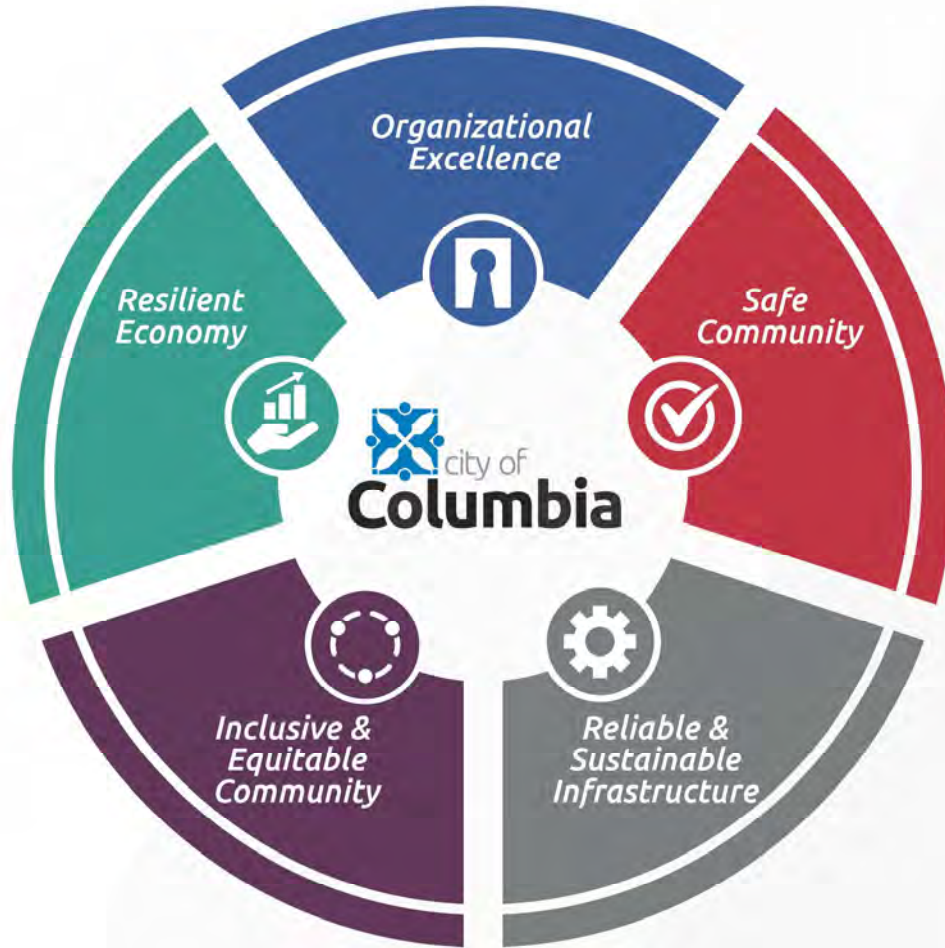 Organizational
Excellence
Safe
Community
Reliable &
Sustainable
Infrastructure
Inclusive &
Equitable
Community
Resilient
Economy
city of
Columbia